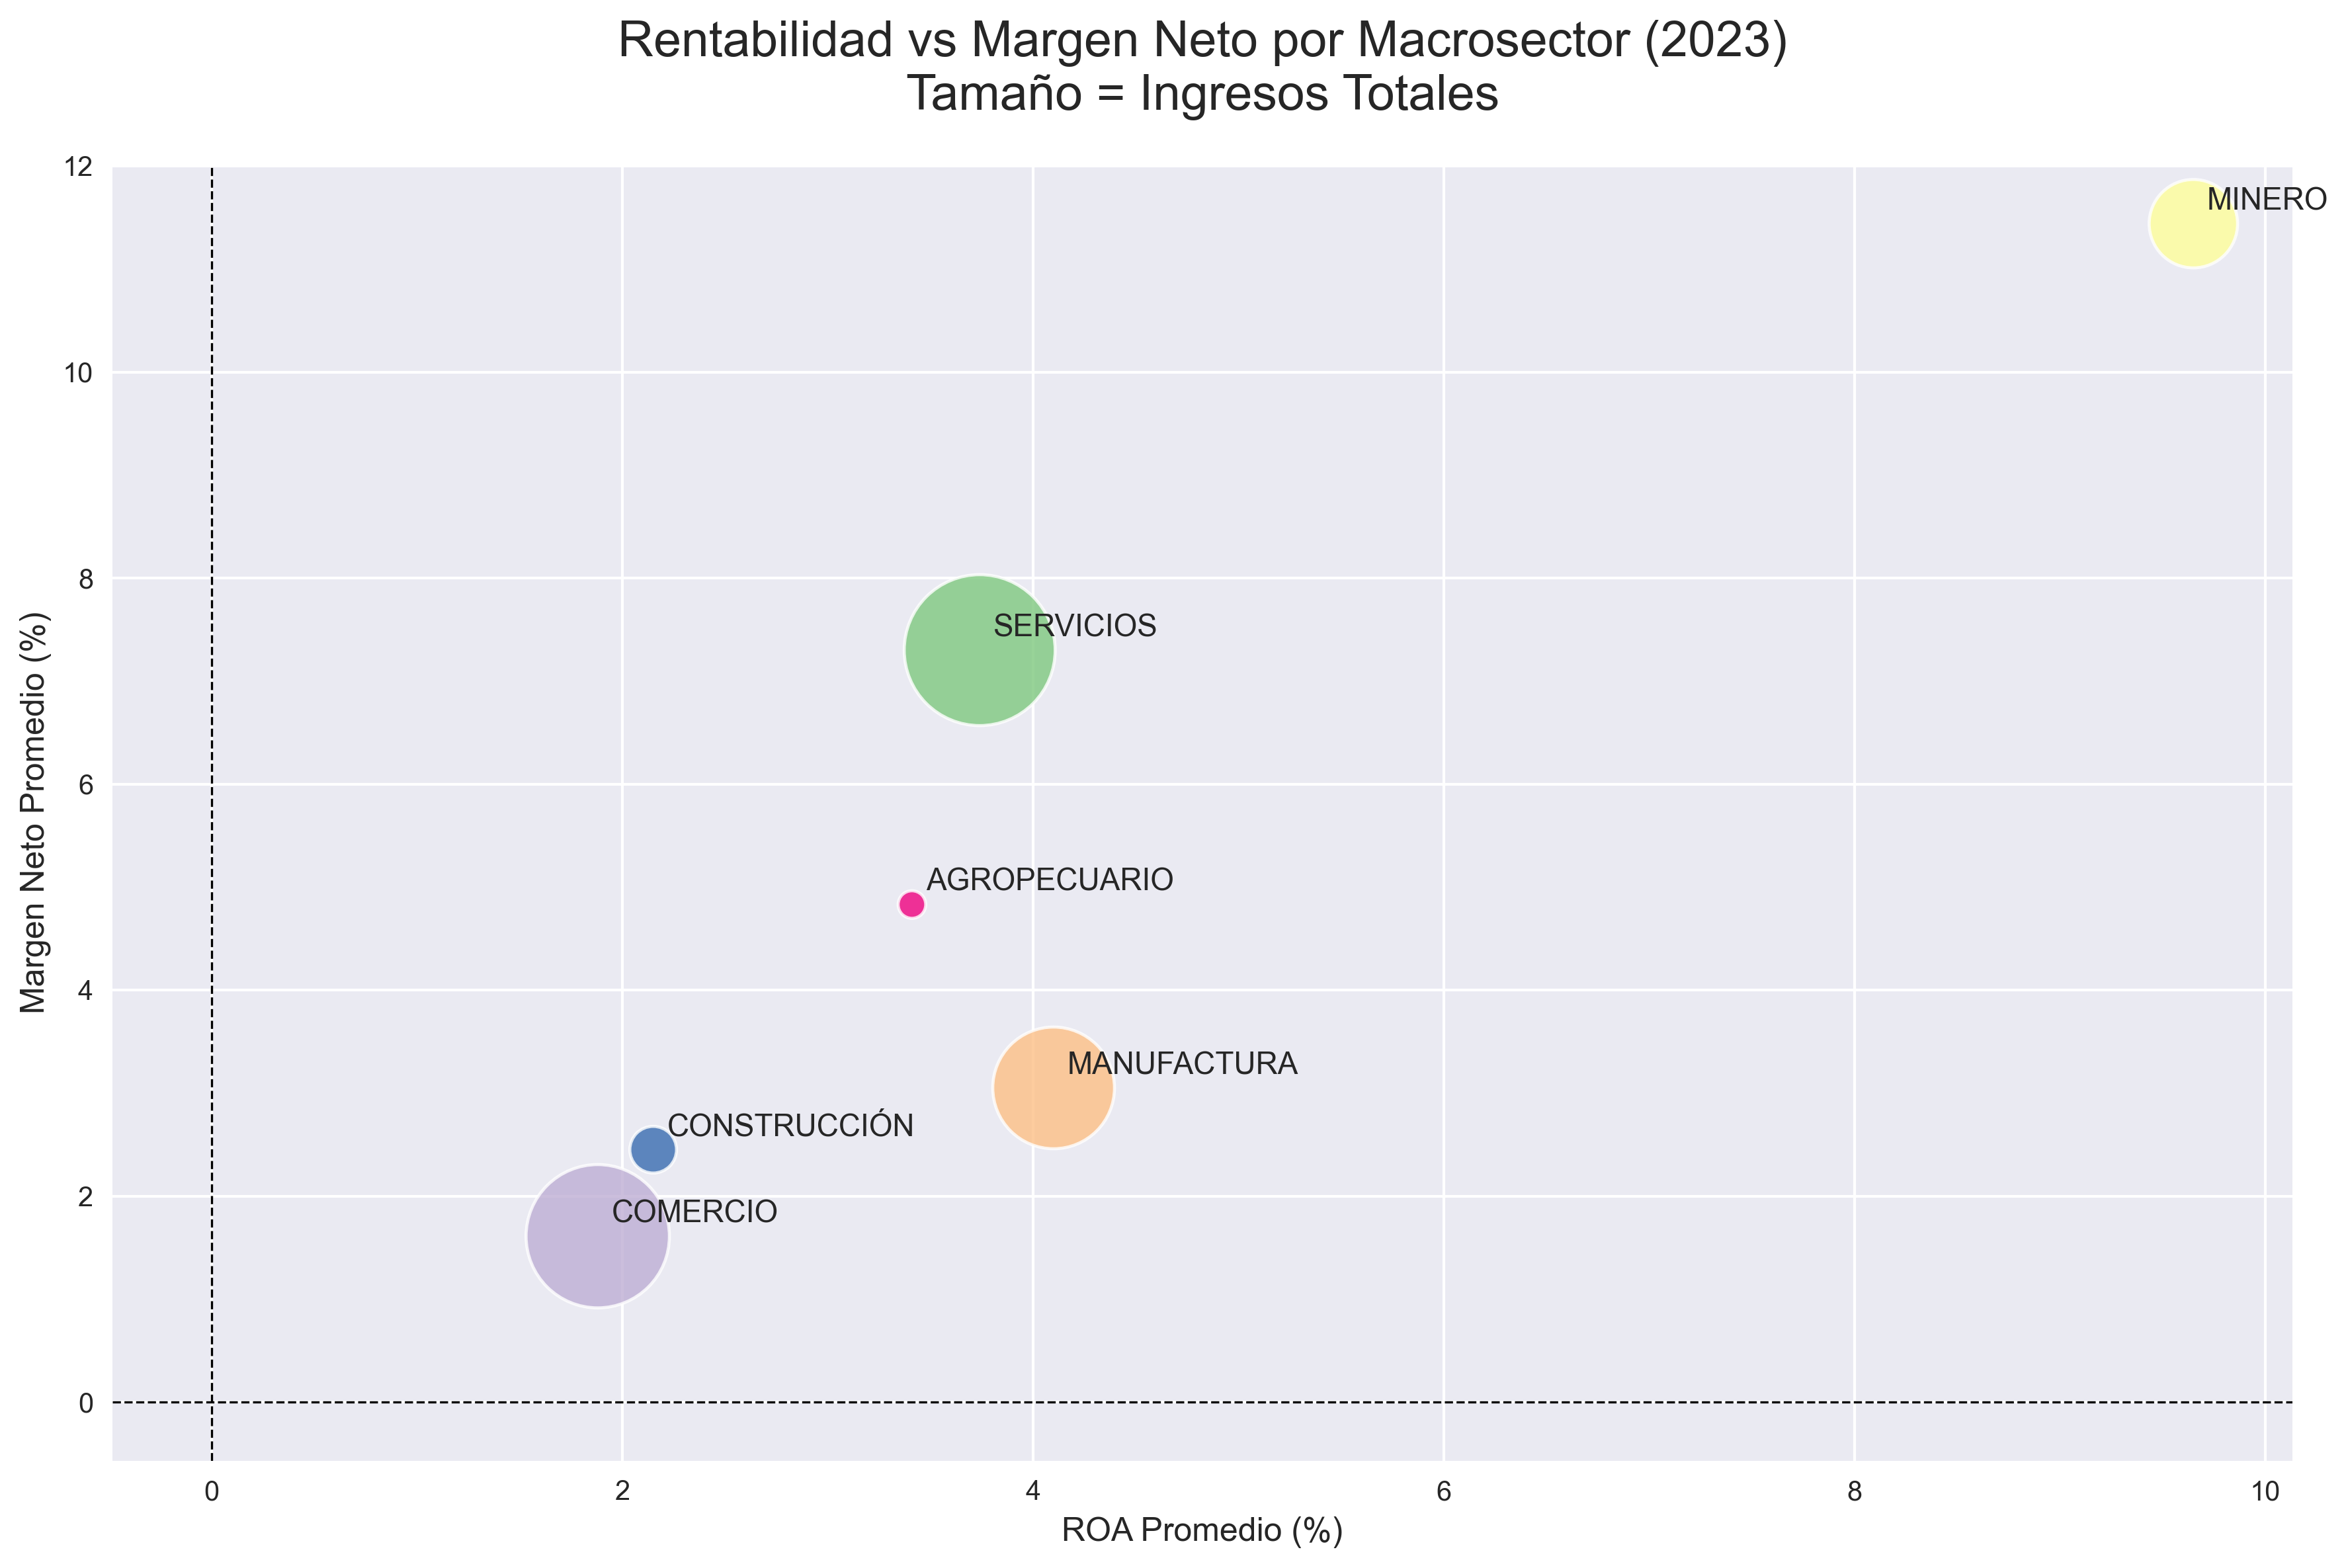 Rentabilidad vs Margen Neto por Macrosector (2023)
Tamaño = Ingresos Totales
12
MINERO
10
8
SERVICIOS
Margen Neto Promedio (%)
6
AGROPECUARIO
4
MANUFACTURA
CONSTRUCCIÓN
2
COMERCIO
0
0 2 4 6 8 10
ROA Promedio (%)